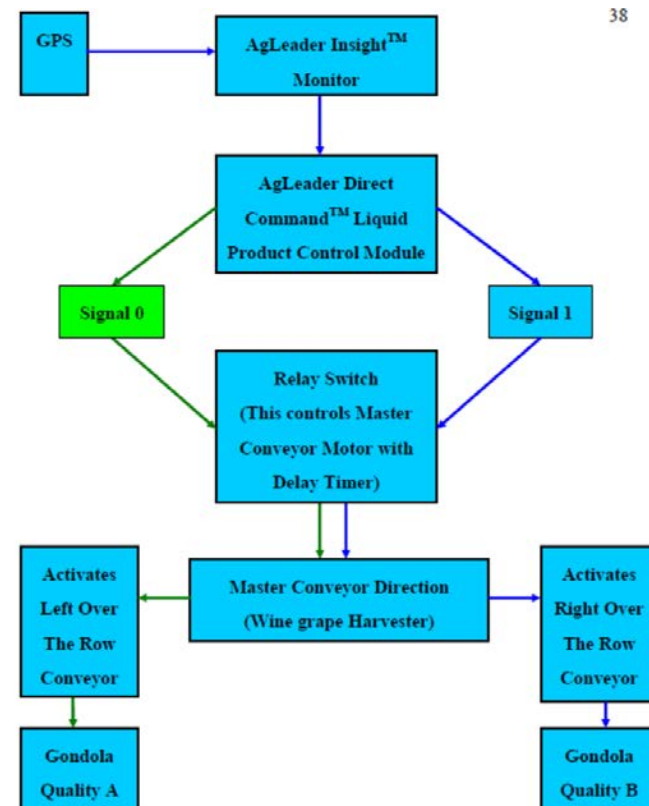 38
GPS
AgLeader Insight™
Monitor
AgLeader Direct
Command™ Liquid
Product Control Module
Signal 0
Signal 1
Relay Switch
(This controls Master
Conveyor Motor with
Delay Timer)
Activates
Left Over
The Row
Conveyor
Master Conveyor Direction
(Wine grape Harvester)
Activates
Right Over
The Row
Conveyor
Gondola
Quality A
Gondola
Quality B